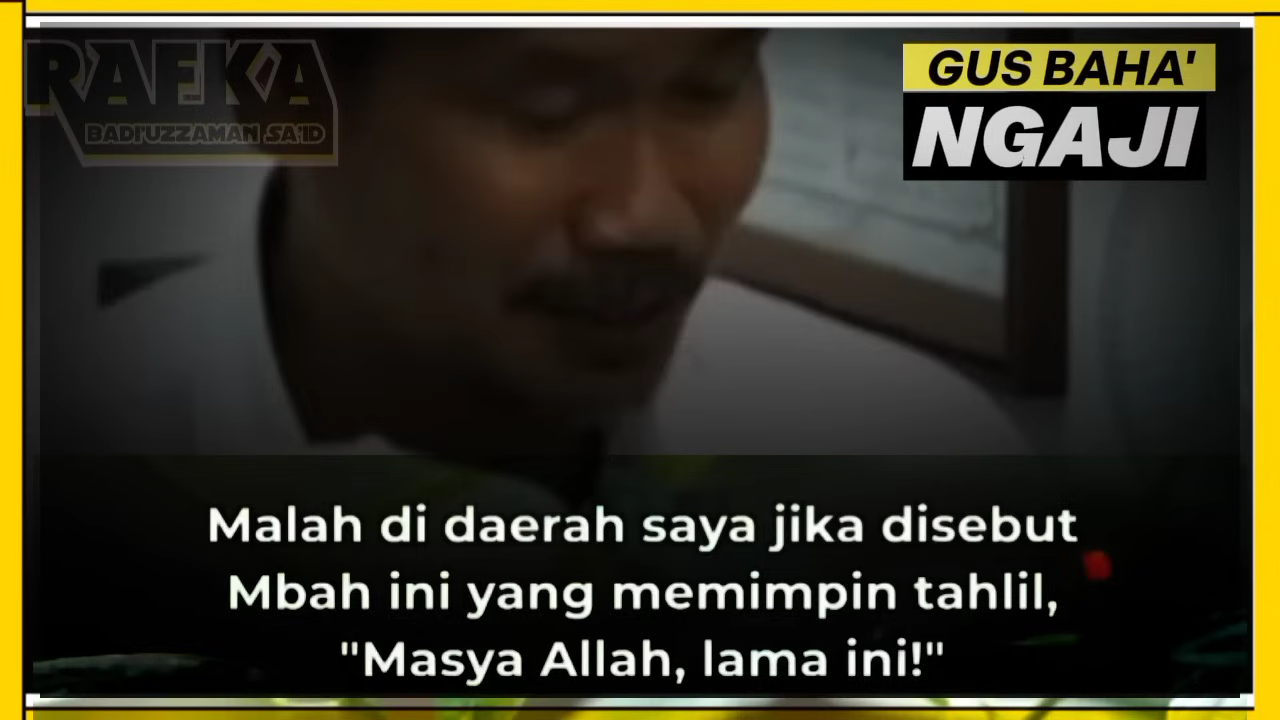 RAEKA
BADI'UZZAMAN SA'ID
GUS BAHA'
NGAJI
Malah di daerah saya jika disebut
Mbah ini yang memimpin tahlil,
"Masya Allah, lama ini!"